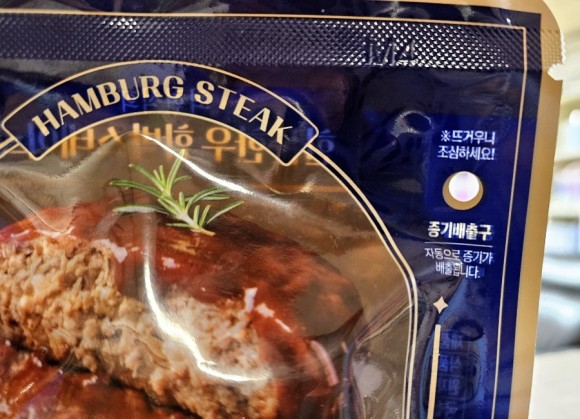 HAMBURG STEAK
※뜨거우니
조심하세요!
증기배출구
자동으로 증기가
배출됩니다.